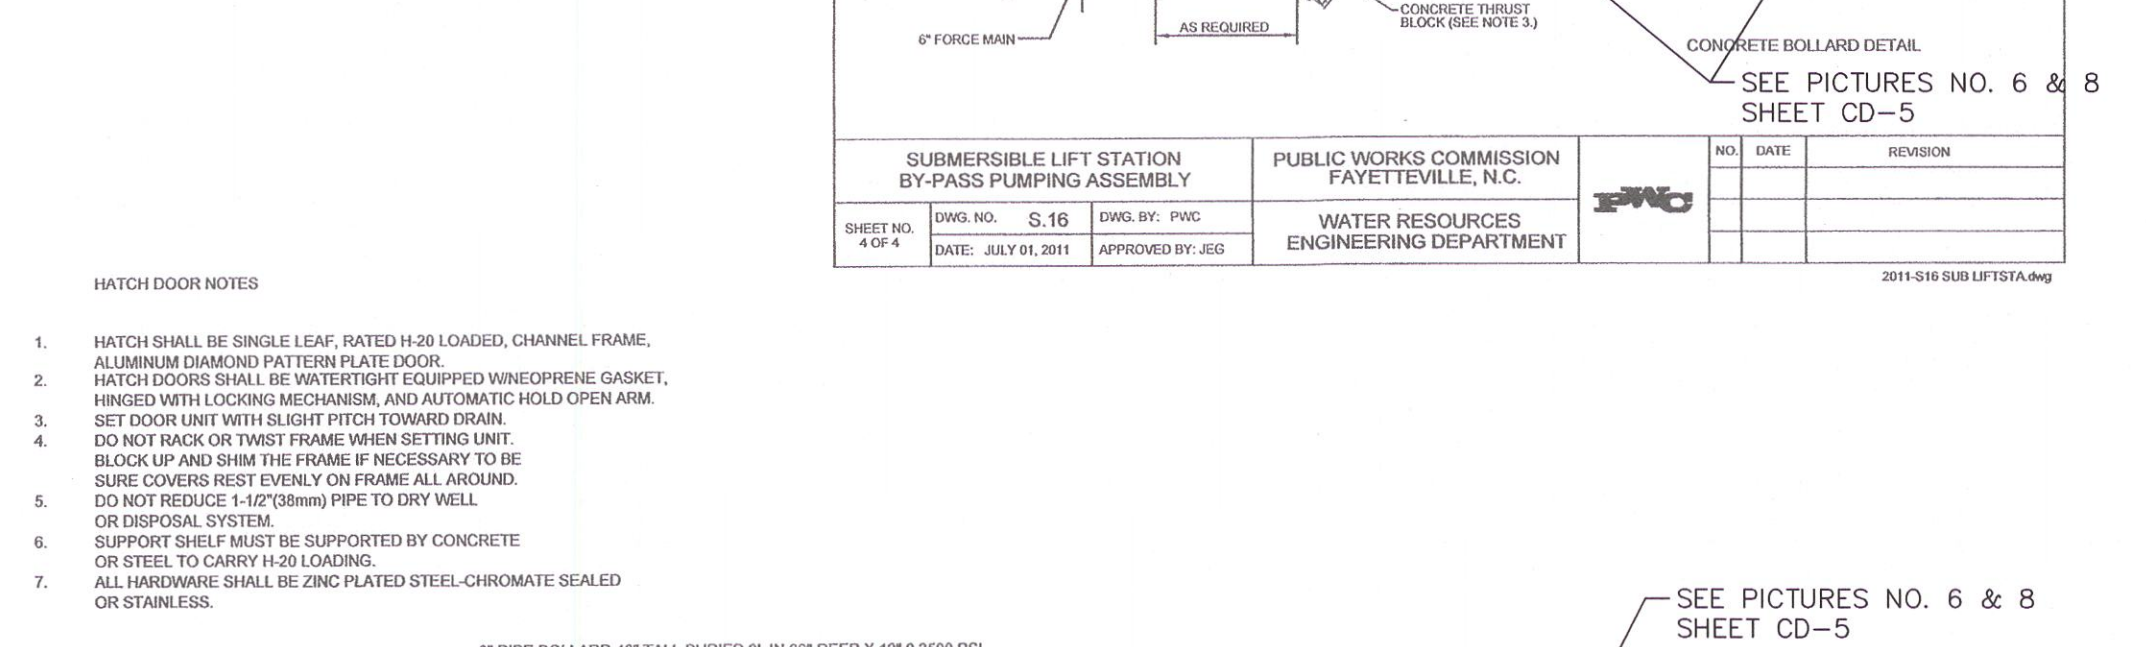 CONCRETE THRUST
BLOCK (SEE NOTE 3.)
AS REQUIRED
6" FORCE MAIN
CONCRETE BOLLARD DETAIL
SEE PICTURES NO. 6 & 8
SHEET CD-5
SUBMERSIBLE LIFT STATION
BY-PASS PUMPING ASSEMBLY
PUBLIC WORKS COMMISSION
FAYETTEVILLE, N.C.
PWC
NO. DATE REVISION
SHEET NO.
4 OF 4
DWG. NO. S.16
DWG. BY: PWC
DATE: JULY 01, 2011
APPROVED BY: JEG
WATER RESOURCES
ENGINEERING DEPARTMENT
2011-S16 SUB LIFTSTA.dwg
HATCH DOOR NOTES
1. HATCH SHALL BE SINGLE LEAF, RATED H-20 LOADED, CHANNEL FRAME,
ALUMINUM DIAMOND PATTERN PLATE DOOR.
2. HATCH DOORS SHALL BE WATERTIGHT EQUIPPED W/NEOPRENE GASKET,
HINGED WITH LOCKING MECHANISM, AND AUTOMATIC HOLD OPEN ARM.
3. SET DOOR UNIT WITH SLIGHT PITCH TOWARD DRAIN.
4. DO NOT RACK OR TWIST FRAME WHEN SETTING UNIT.
BLOCK UP AND SHIM THE FRAME IF NECESSARY TO BE
SURE COVERS REST EVENLY ON FRAME ALL AROUND.
5. DO NOT REDUCE 1-1/2"(38mm) PIPE TO DRY WELL
OR DISPOSAL SYSTEM.
6. SUPPORT SHELF MUST BE SUPPORTED BY CONCRETE
OR STEEL TO CARRY H-20 LOADING.
7. ALL HARDWARE SHALL BE ZINC PLATED STEEL-CHROMATE SEALED
OR STAINLESS.
SEE PICTURES NO. 6 & 8
SHEET CD-5